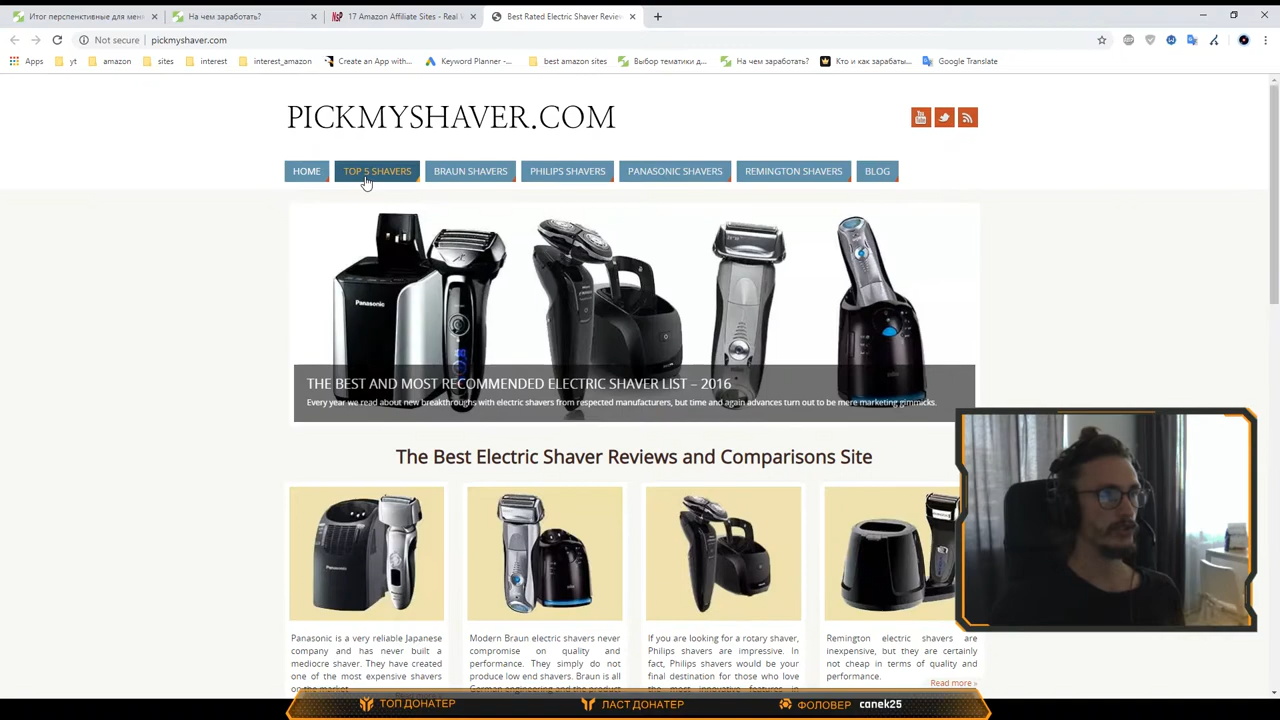 Итог перспективные для мен
На чем заработать?
17 Amazon Affiliate Sites - Real W
Best Rated Electric Shaver Review
Not secure
pickmyshaver.com
Apps
yt
amazon
sites
interest
interest_amazon
Create an App with...
Keyword Planner -...
best amazon sites
Выбор тематики д...
На чем заработать?
Кто и как зарабаты...
Google Translate
PICKMYSHAVER.COM
You Tube
HOME
TOP 5 SHAVERS
BRAUN SHAVERS
PHILIPS SHAVERS
PANASONIC SHAVERS
REMINGTON SHAVERS
BLOG
Panasonic
THE BEST AND MOST RECOMMENDED ELECTRIC SHAVER LIST – 2016
Every year we read about new breakthroughs with electric shavers from respected manufacturers, but time and again advances turn out to be mere marketing gimmicks.
The Best Electric Shaver Reviews and Comparisons Site
Panasonic is a very reliable Japanese
company and has never built a
mediocre shaver. They have created
one of the most expensive shavers
on the market.
Modern Braun electric shavers never
compromise on quality and
performance. They simply do not
produce low end shavers. Braun is all
German engineering and the product
If you are looking for a rotary shaver,
Philips shavers are impressive. In
fact, Philips shavers would be your
final destination for those who love
the most innovative features in
Remington electric shavers are
inexpensive, but they are certainly
not cheap in terms of quality and
performance.
Read more »
ТОП ДОНАТЕР
ЛАСТ ДОНАТЕР
ФОЛОВЕР canek25